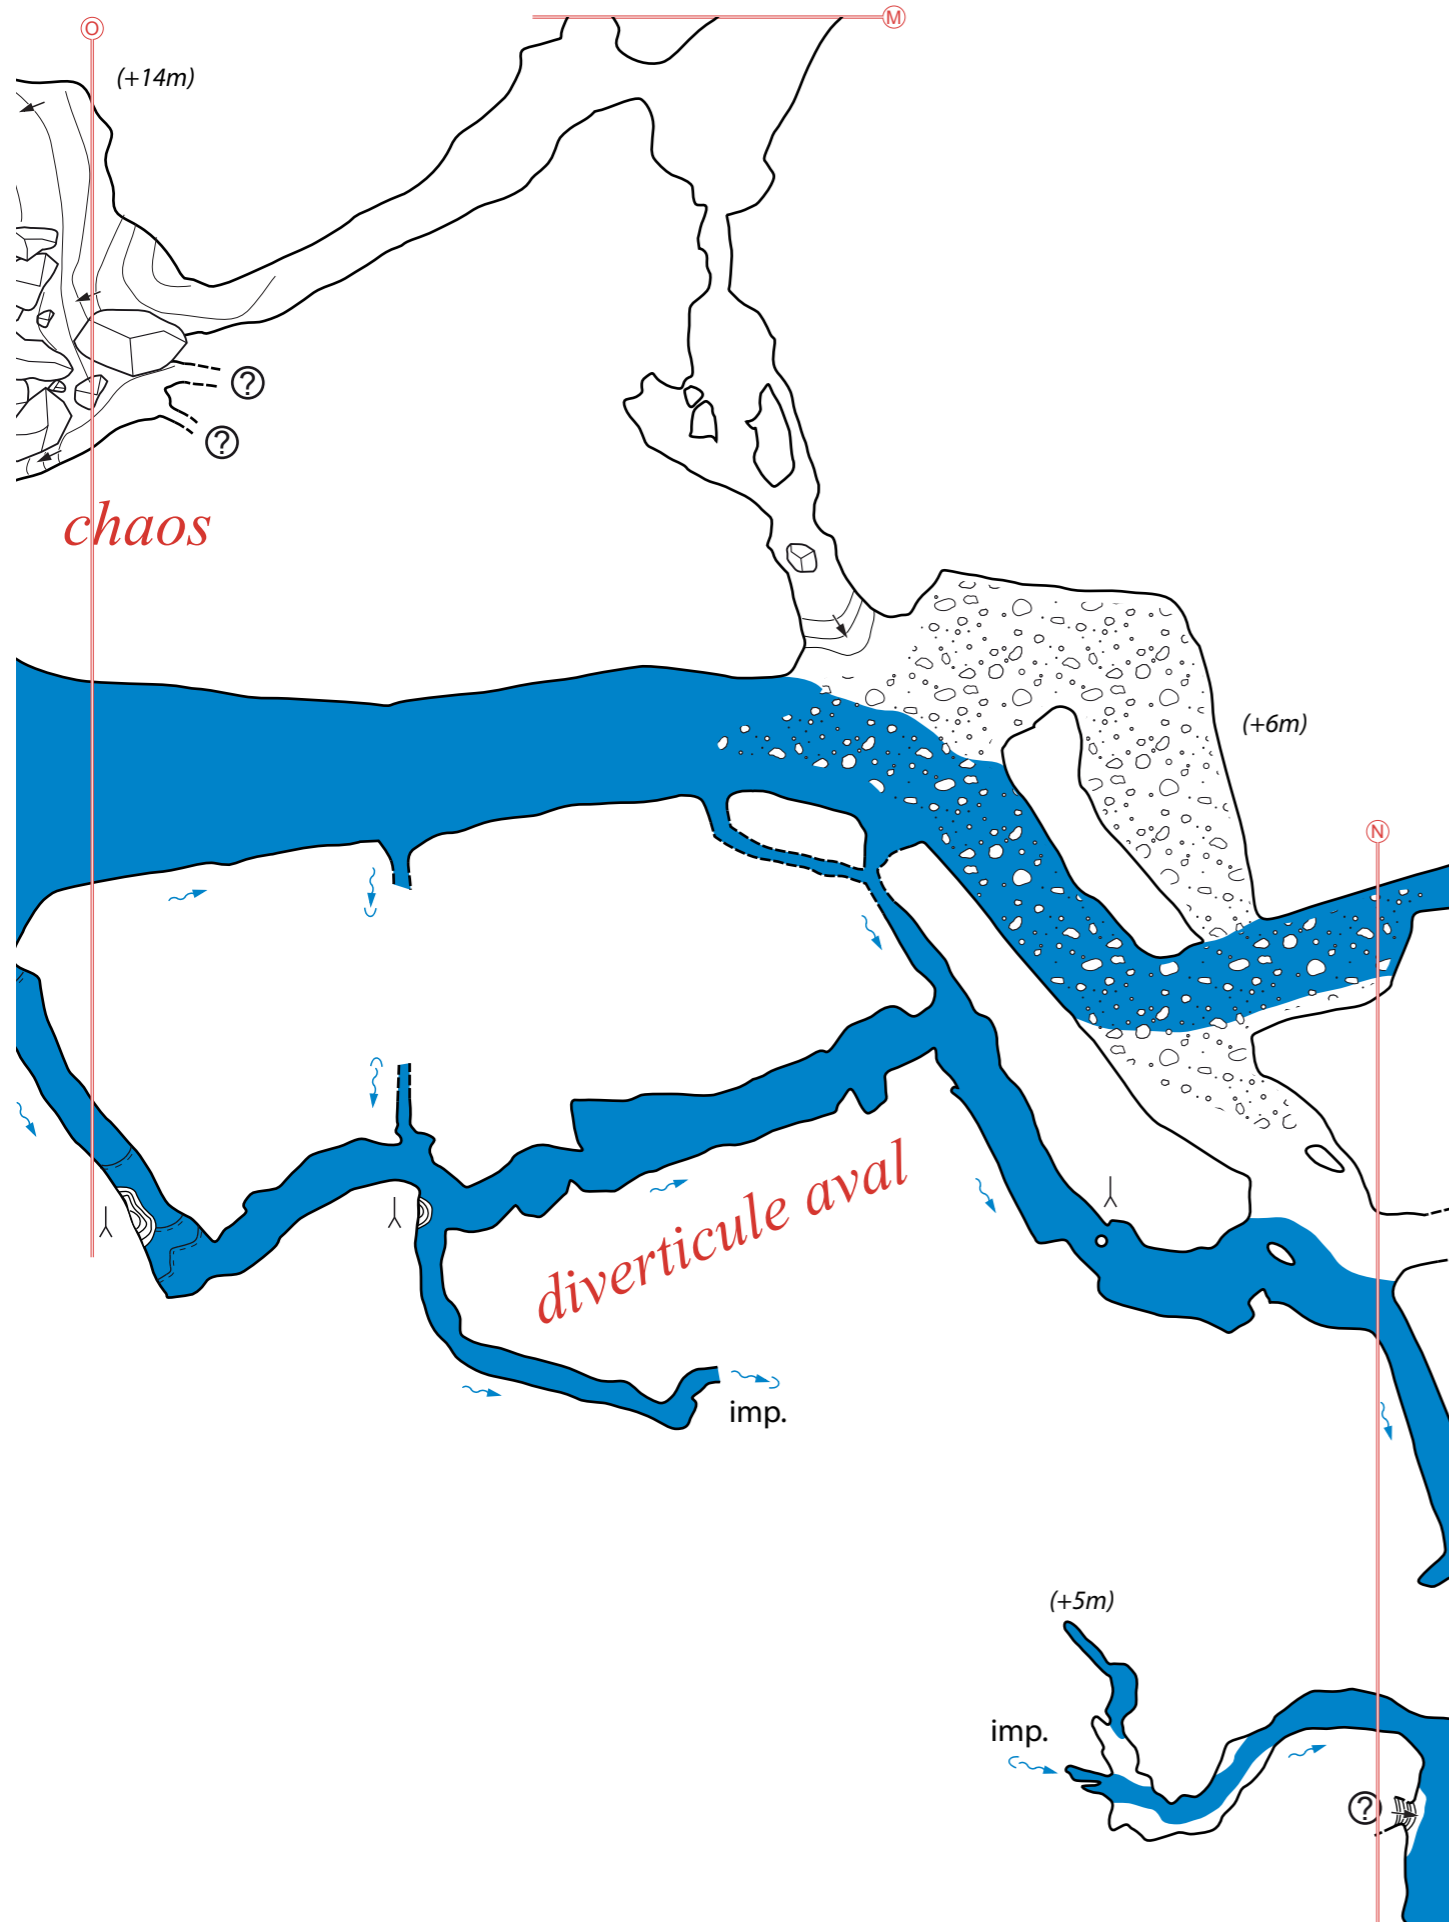 M
O
(+14m)
?
?
chaos
(+6m)
N
diverticule aval
imp.
(+5m)
imp.
?